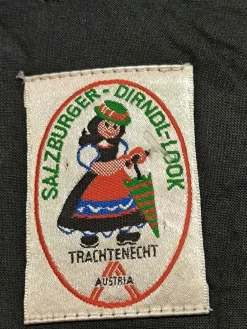 SALZBURGER - DIRNDL-LOOK
TRACHTENECHT
AUSTRIA